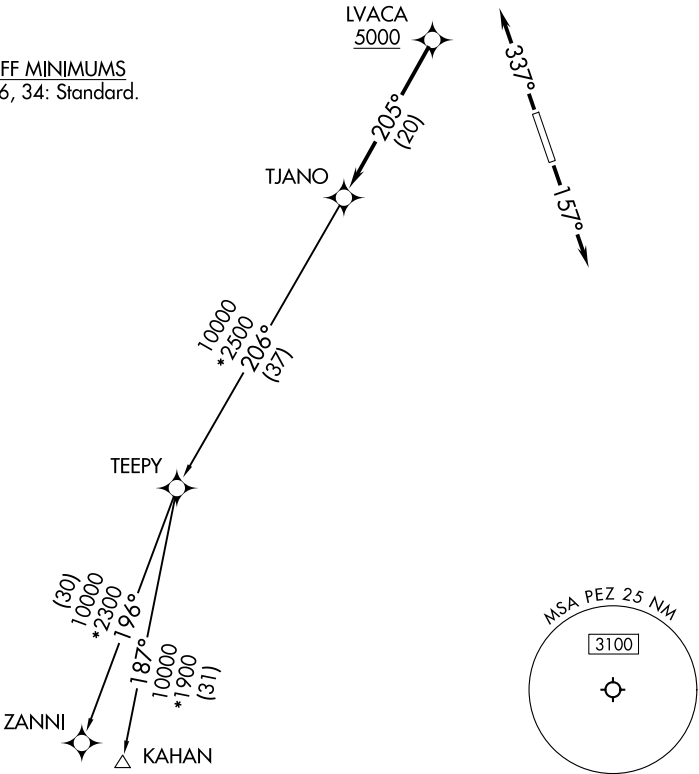 LVACA
5000
FF MINIMUMS
6, 34: Standard.
337°
157°
205°
(20)
TJANO
10000
*2500
206°
(37)
TEEPY
(30)
10000
*2300
196°
187°
10000
*1900
(31)
ZANNI
KAHAN
MSA PEZ 25 NM
3100